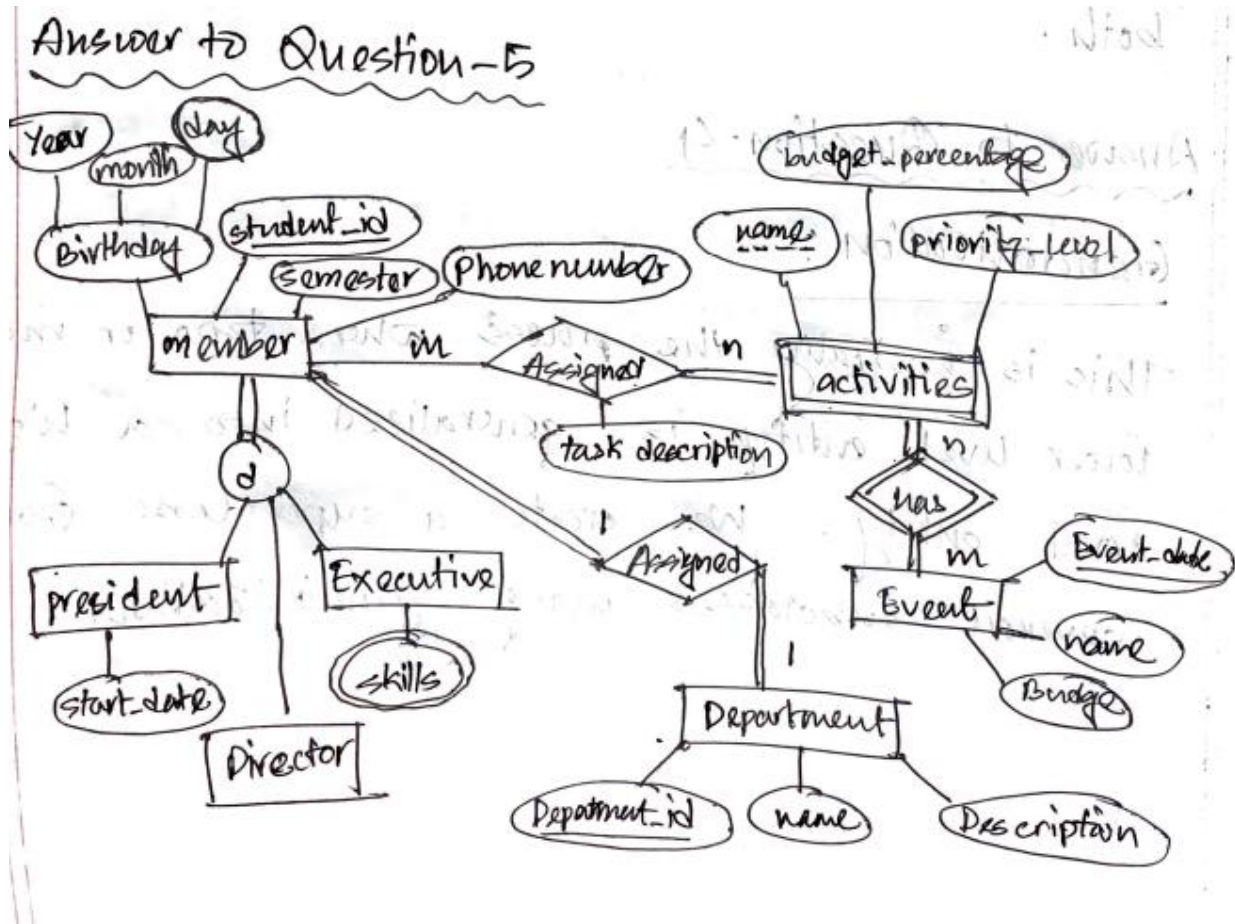 Answer to Question-5
Year
month
day
Birthday
student_id
semester
phone number
budget_percentage
name
priority_level
member
m
Assigned
n
activities
task description
d
n
has
m
1
Assigned
1
president
Executive
Event
Event_date
name
Budge
start_date
skills
Director
Department
Department_id
name
Description